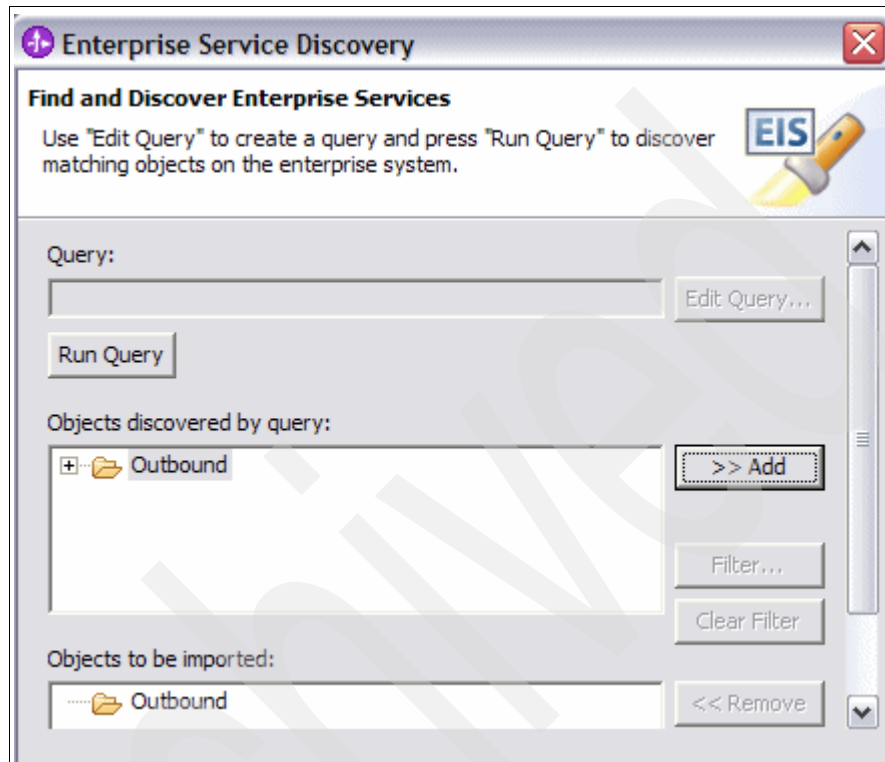 Enterprise Service Discovery
Find and Discover Enterprise Services
Use "Edit Query" to create a query and press "Run Query" to discover
matching objects on the enterprise system.
EIS
Query:
Edit Query...
Run Query
Objects discovered by query:
Outbound
>> Add
Filter...
Clear Filter
Objects to be imported:
Outbound
<< Remove